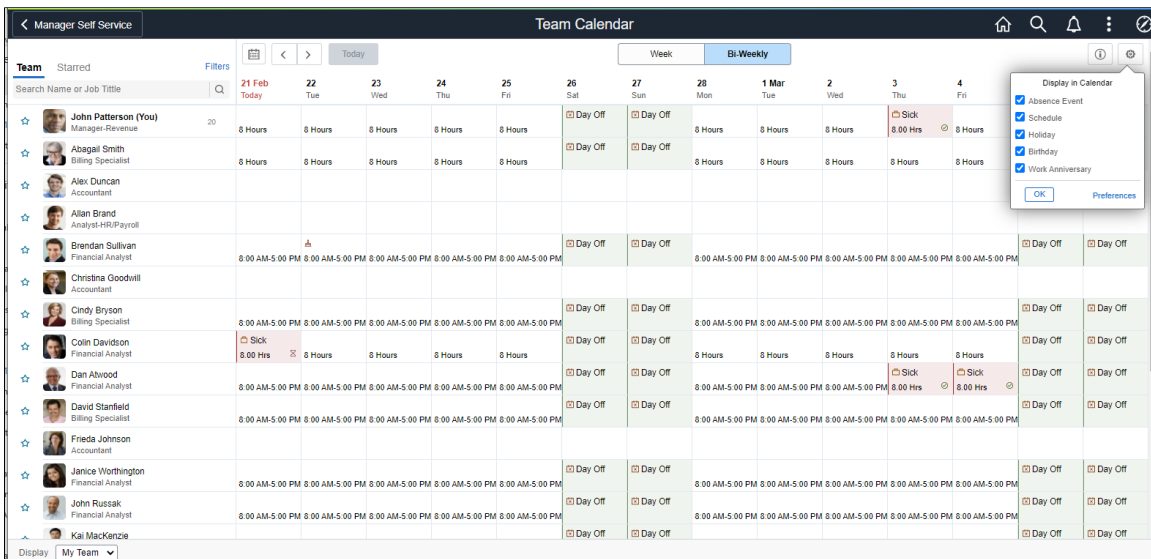 Manager Self Service
Team Calendar
Team Starred Filters
Today
Week Bi-Weekly
Search Name or Job Tittle
21 Feb 22 23 24 25 26 27 28 1 Mar 2 3 4
Today Tue Wed Thu Fri Sat Sun Mon Tue Wed Thu Fri
Display in Calendar
Absence Event
Schedule
Holiday
Birthday
Work Anniversary
OK Preferences
John Patterson (You) 20
Manager-Revenue
Day Off Day Off Sick
8 Hours 8 Hours 8 Hours 8 Hours 8 Hours 8 Hours 8 Hours 8 Hours 8.00 Hrs 8 Hours
Abagail Smith
Billing Specialist
Day Off Day Off
8 Hours 8 Hours 8 Hours 8 Hours 8 Hours 8 Hours 8 Hours 8 Hours 8 Hours 8 Hours
Alex Duncan
Accountant
Allan Brand
Analyst-HR/Payroll
Brendan Sullivan
Financial Analyst
Day Off Day Off Day Off Day Off
8:00 AM-5:00 PM 8:00 AM-5:00 PM 8:00 AM-5:00 PM 8:00 AM-5:00 PM 8:00 AM-5:00 PM 8:00 AM-5:00 PM 8:00 AM-5:00 PM 8:00 AM-5:00 PM 8:00 AM-5:00 PM 8:00 AM-5:00 PM
Christina Goodwill
Accountant
Cindy Bryson
Billing Specialist
Day Off Day Off Day Off Day Off
8:00 AM-5:00 PM 8:00 AM-5:00 PM 8:00 AM-5:00 PM 8:00 AM-5:00 PM 8:00 AM-5:00 PM 8:00 AM-5:00 PM 8:00 AM-5:00 PM 8:00 AM-5:00 PM 8:00 AM-5:00 PM 8:00 AM-5:00 PM
Colin Davidson
Financial Analyst
Sick Day Off Day Off Day Off Day Off
8.00 Hrs 8 Hours 8 Hours 8 Hours 8 Hours 8 Hours 8 Hours 8 Hours 8 Hours 8 Hours
Dan Atwood
Financial Analyst
Day Off Day Off Sick Sick Day Off Day Off
8:00 AM-5:00 PM 8:00 AM-5:00 PM 8:00 AM-5:00 PM 8:00 AM-5:00 PM 8:00 AM-5:00 PM 8:00 AM-5:00 PM 8:00 AM-5:00 PM 8:00 AM-5:00 PM 8.00 Hrs 8.00 Hrs
David Stanfield
Billing Specialist
Day Off Day Off Day Off Day Off
8:00 AM-5:00 PM 8:00 AM-5:00 PM 8:00 AM-5:00 PM 8:00 AM-5:00 PM 8:00 AM-5:00 PM 8:00 AM-5:00 PM 8:00 AM-5:00 PM 8:00 AM-5:00 PM 8:00 AM-5:00 PM 8:00 AM-5:00 PM
Frieda Johnson
Accountant
Janice Worthington
Financial Analyst
Day Off Day Off Day Off Day Off
8:00 AM-5:00 PM 8:00 AM-5:00 PM 8:00 AM-5:00 PM 8:00 AM-5:00 PM 8:00 AM-5:00 PM 8:00 AM-5:00 PM 8:00 AM-5:00 PM 8:00 AM-5:00 PM 8:00 AM-5:00 PM 8:00 AM-5:00 PM
John Russak
Financial Analyst
Day Off Day Off Day Off Day Off
8:00 AM-5:00 PM 8:00 AM-5:00 PM 8:00 AM-5:00 PM 8:00 AM-5:00 PM 8:00 AM-5:00 PM 8:00 AM-5:00 PM 8:00 AM-5:00 PM 8:00 AM-5:00 PM 8:00 AM-5:00 PM 8:00 AM-5:00 PM
Kai MacKenzie
Day Off Day Off Day Off Day Off
Display My Team